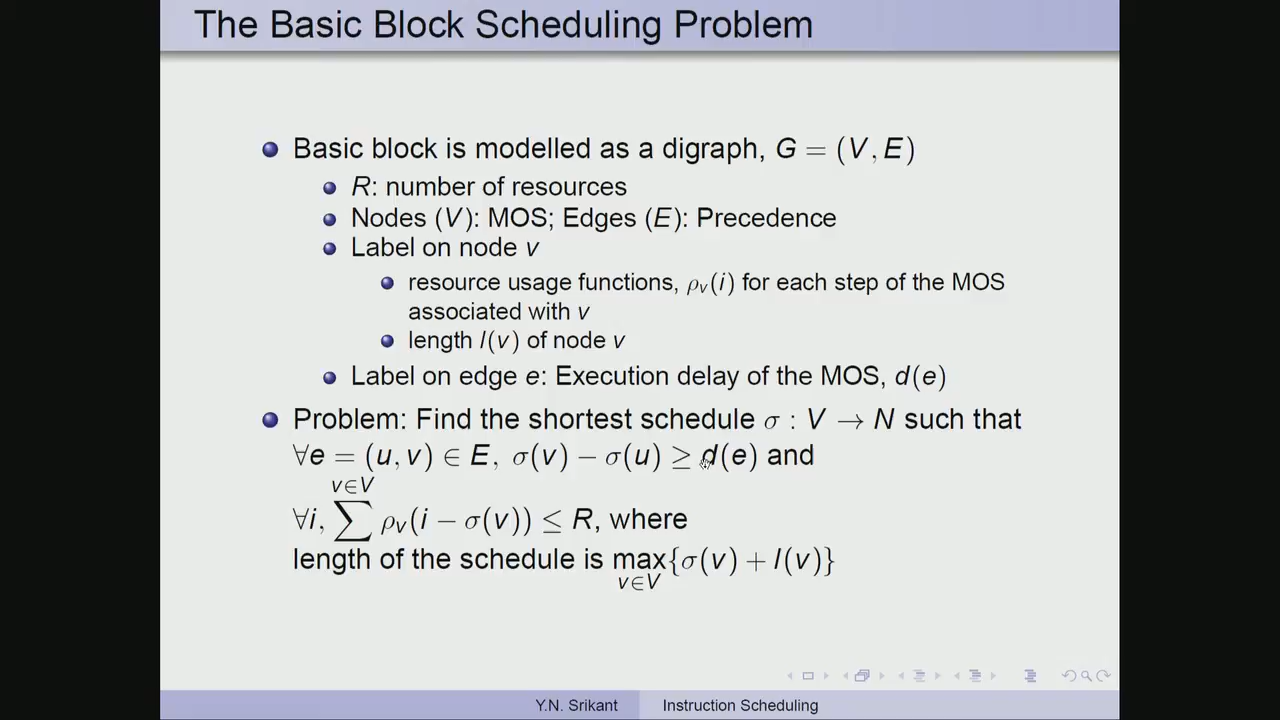 The Basic Block Scheduling Problem
Basic block is modelled as a digraph, G = (V, E)
R: number of resources
Nodes (V): MOS; Edges (E): Precedence
Label on node v
resource usage functions, ρᵥ(i) for each step of the MOS
associated with v
length l(v) of node v
Label on edge e: Execution delay of the MOS, d(e)
Problem: Find the shortest schedule σ : V → N such that
∀e = (u, v) ∈ E, σ(v) − σ(u) ≥ d(e) and
v∈V
∀i, ∑ ρᵥ(i − σ(v)) ≤ R, where
length of the schedule is max{σ(v) + l(v)}
v∈V
Y.N. Srikant Instruction Scheduling